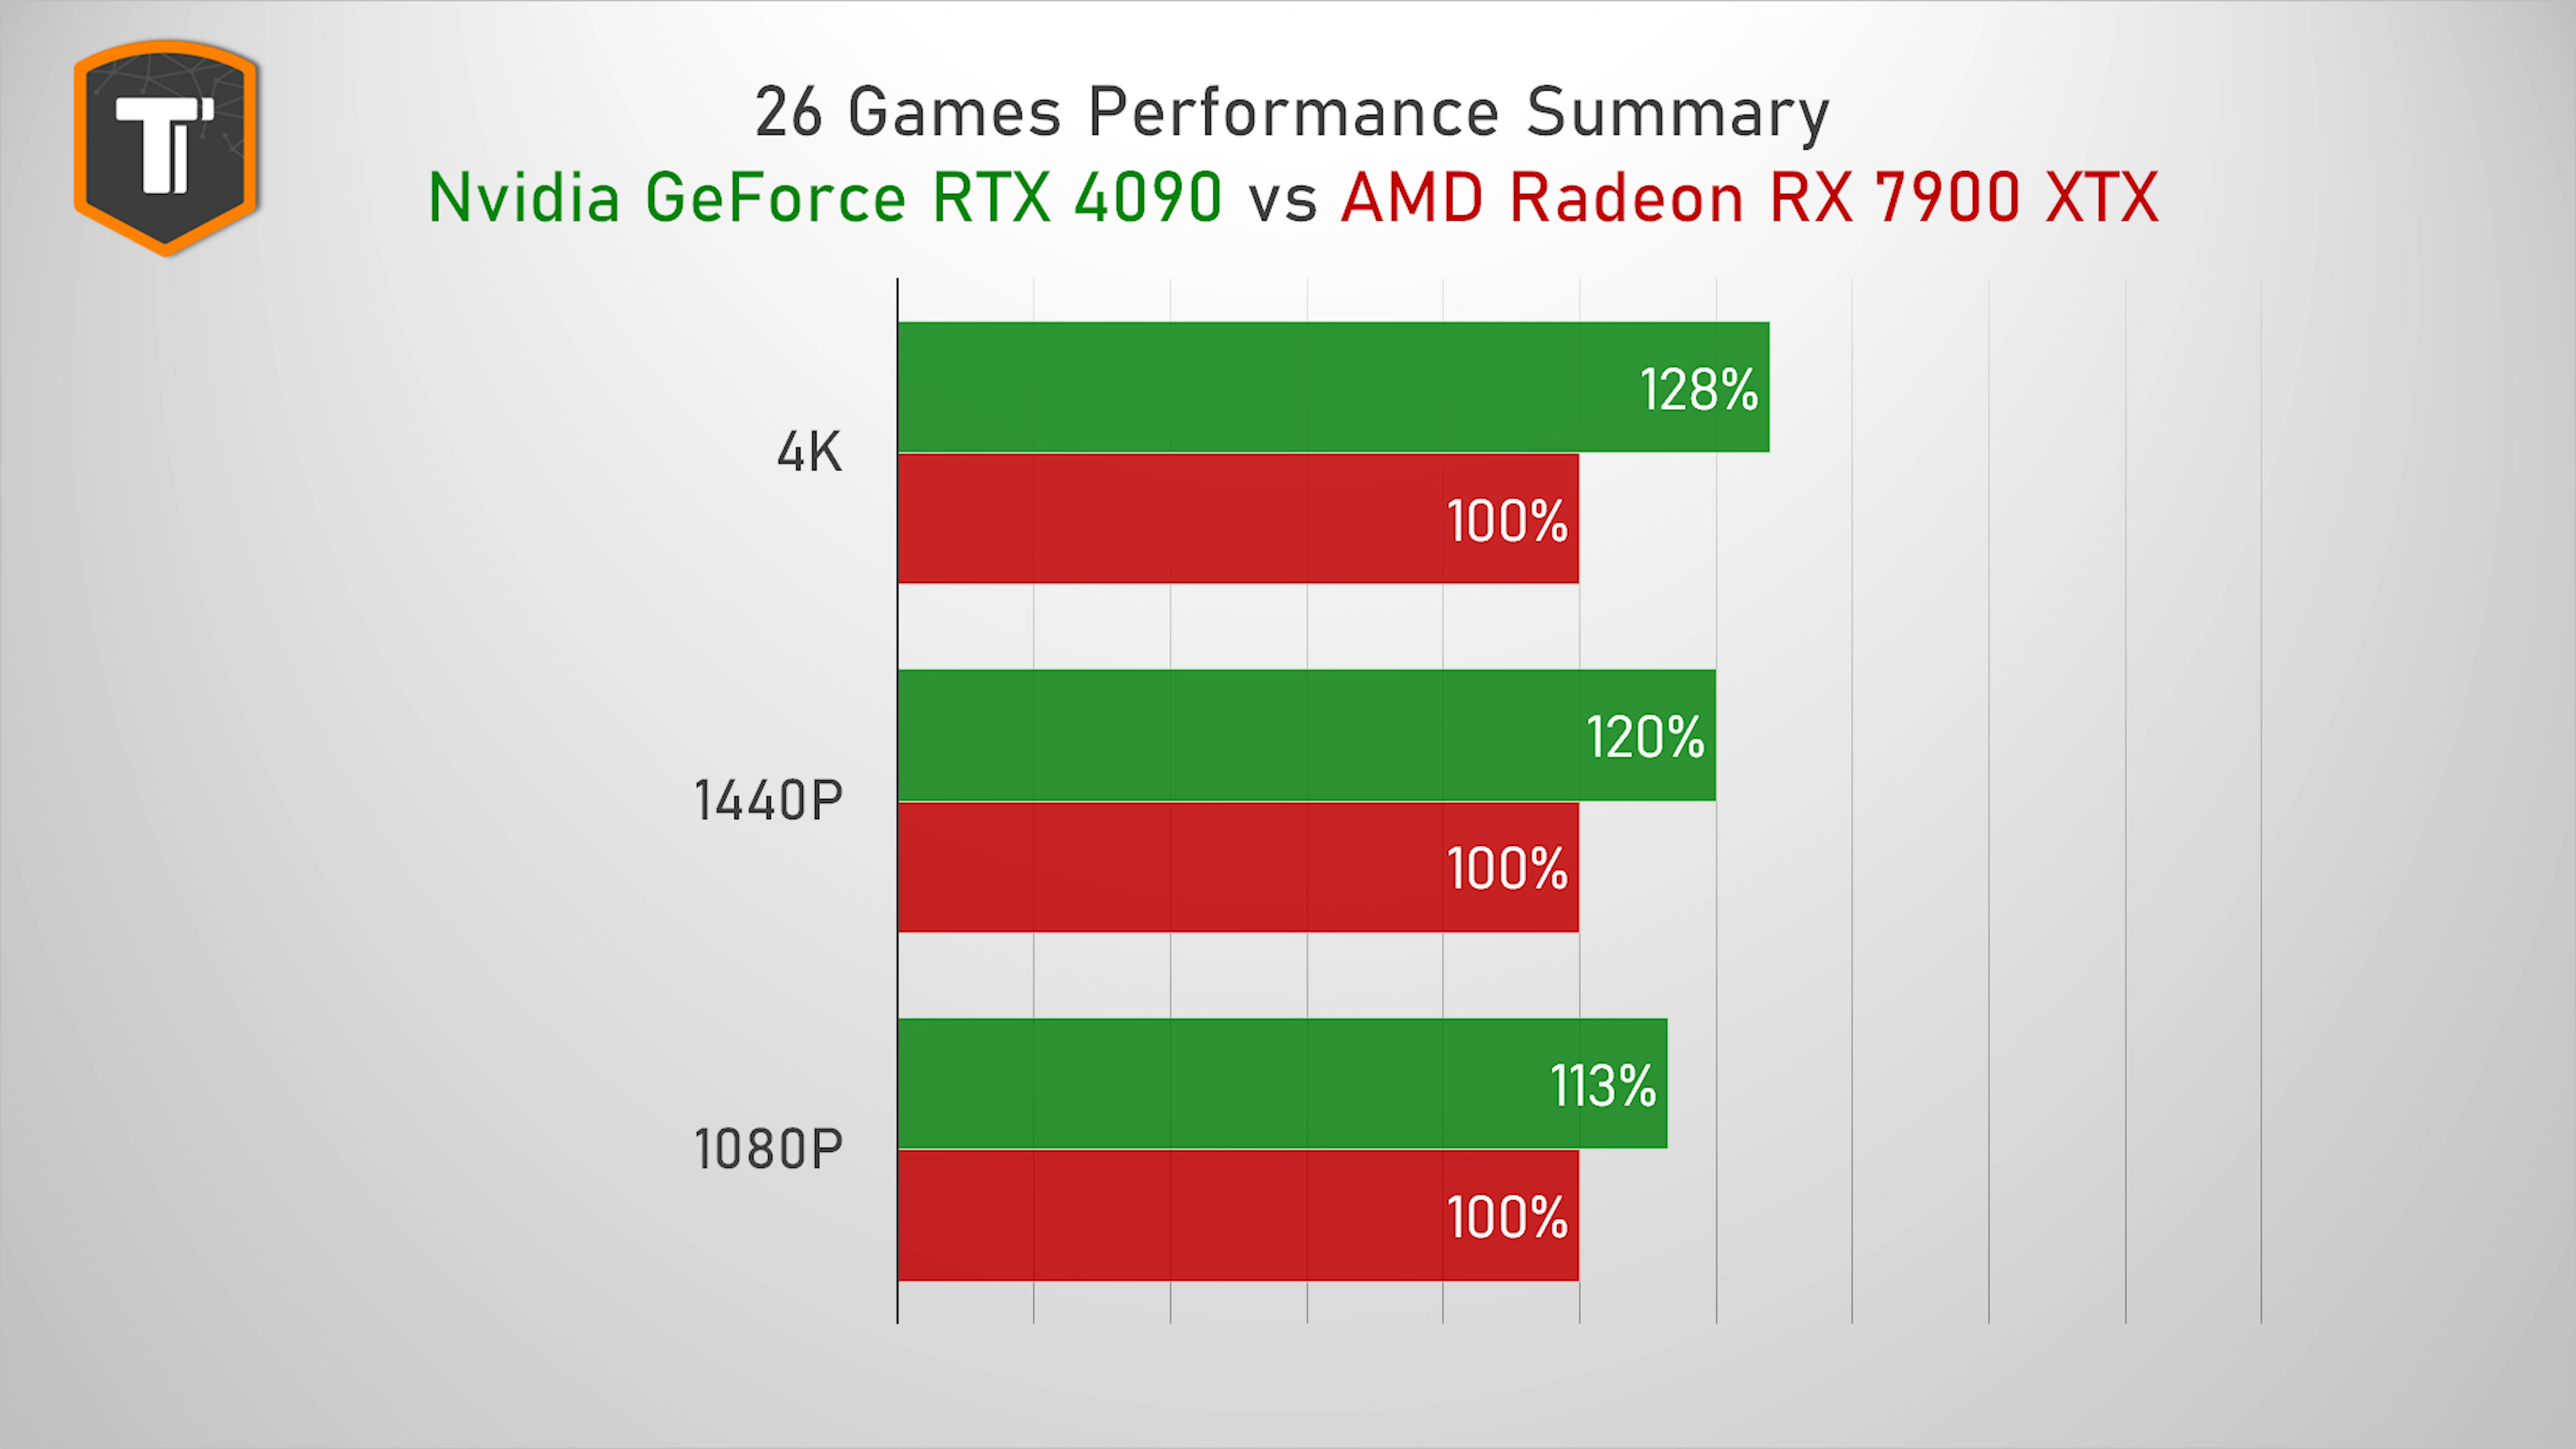 26 Games Performance Summary
Nvidia GeForce RTX 4090 vs AMD Radeon RX 7900 XTX
128%
4K
100%
120%
1440P
100%
113%
1080P
100%